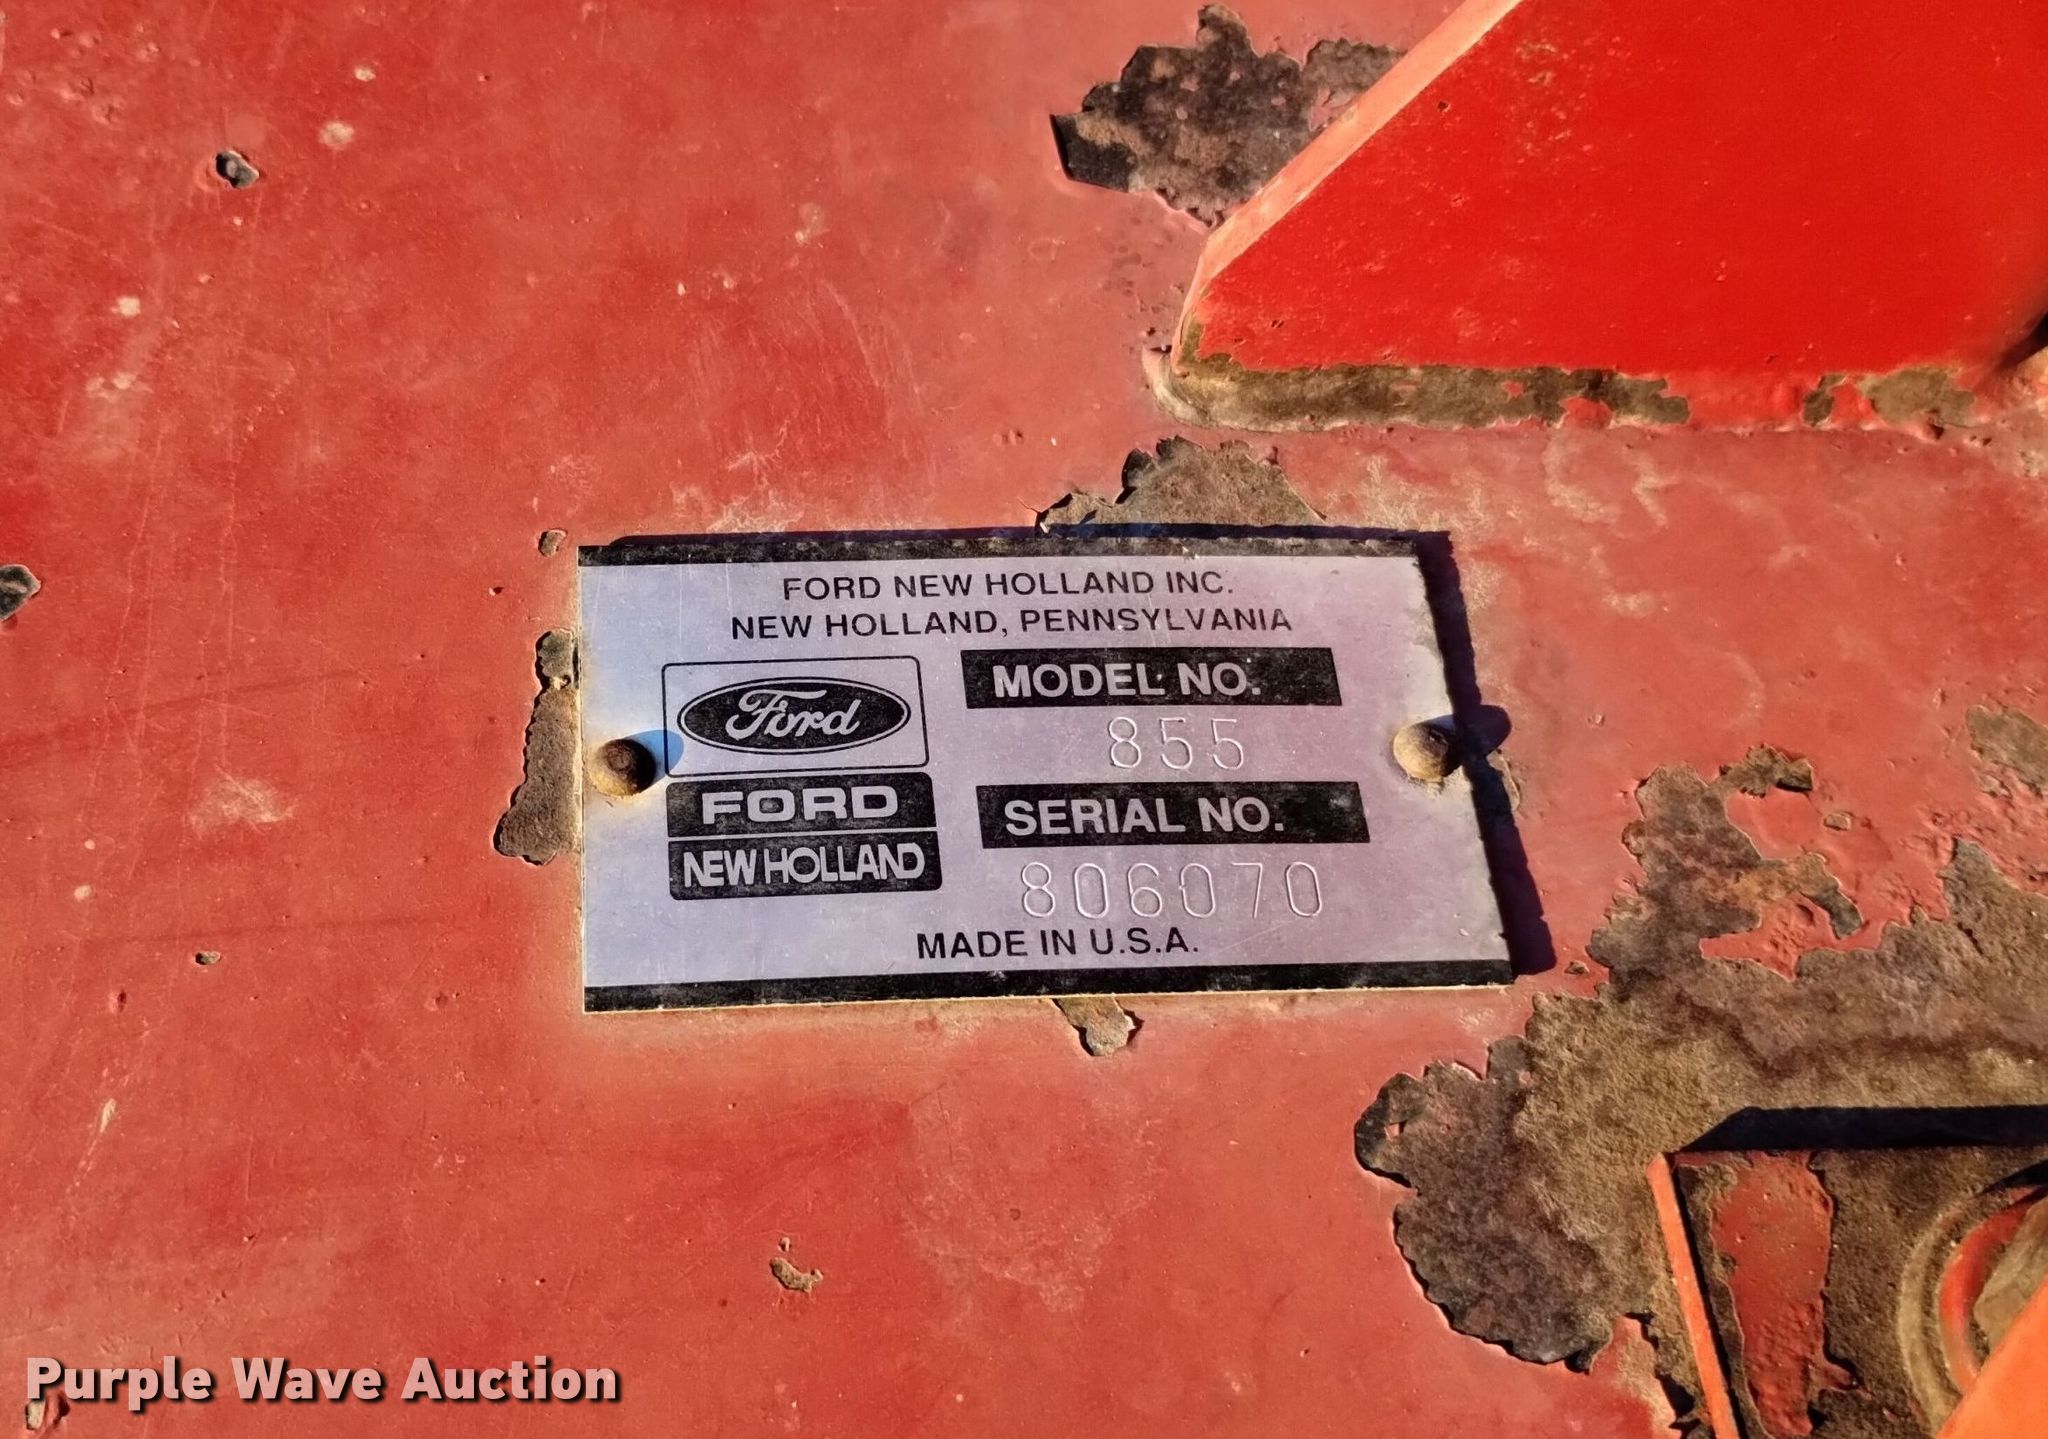 FORD NEW HOLLAND INC.
NEW HOLLAND, PENNSYLVANIA
Ford
FORD
NEW HOLLAND
MODEL NO.
855
SERIAL NO.
806070
MADE IN U.S.A.
Purple Wave Auction